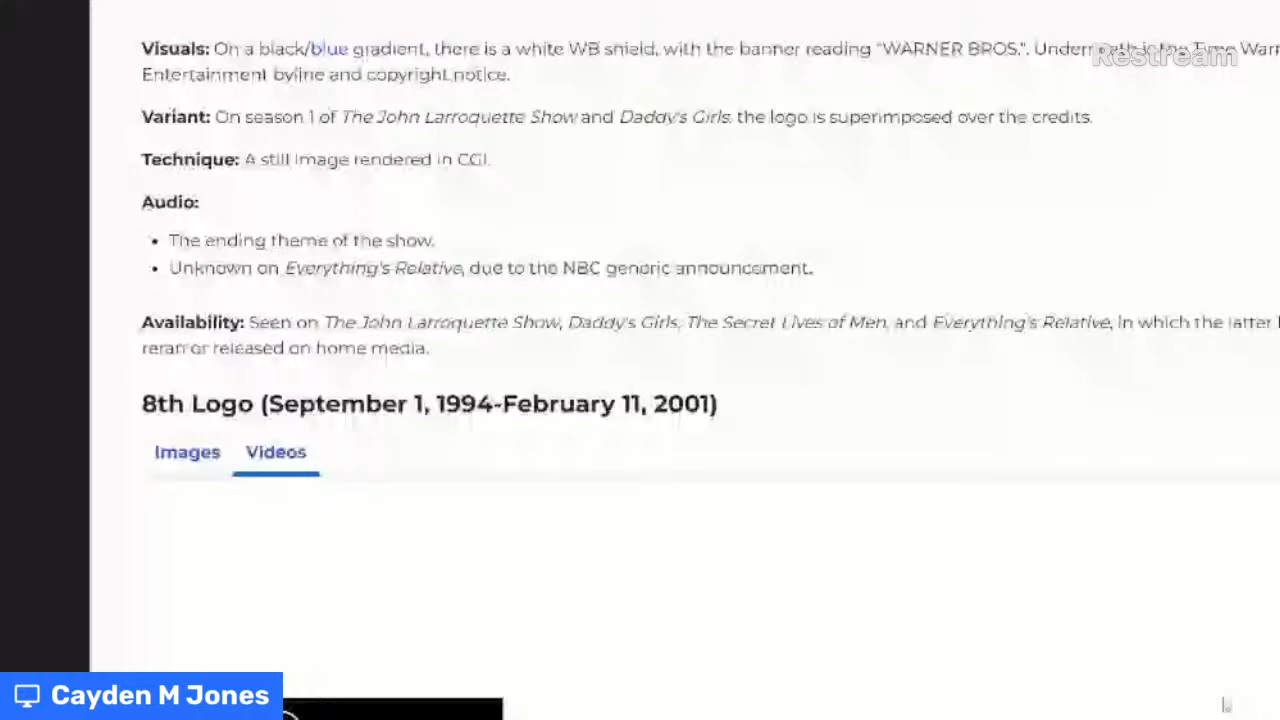 Visuals: On a black/blue gradient, there is a white WB shield, with the banner reading "WARNER BROS.". Time Warn
Restream
Entertainment byline and copyright notice.
Variant: On season 1 of The John Larroquette Show and Daddy's Girls, the logo is superimposed over the credits.
Technique: A still image rendered in CGI.
Audio:
• The ending theme of the show.
• Unknown on Everything's Relative, due to the NBC generic announcement.
Availability: Seen on The John Larroquette Show, Daddy's Girls, The Secret Lives of Men, and Everything's Relative, in which the latter
reran or released on home media.
8th Logo (September 1, 1994-February 11, 2001)
Images Videos
Cayden M Jones